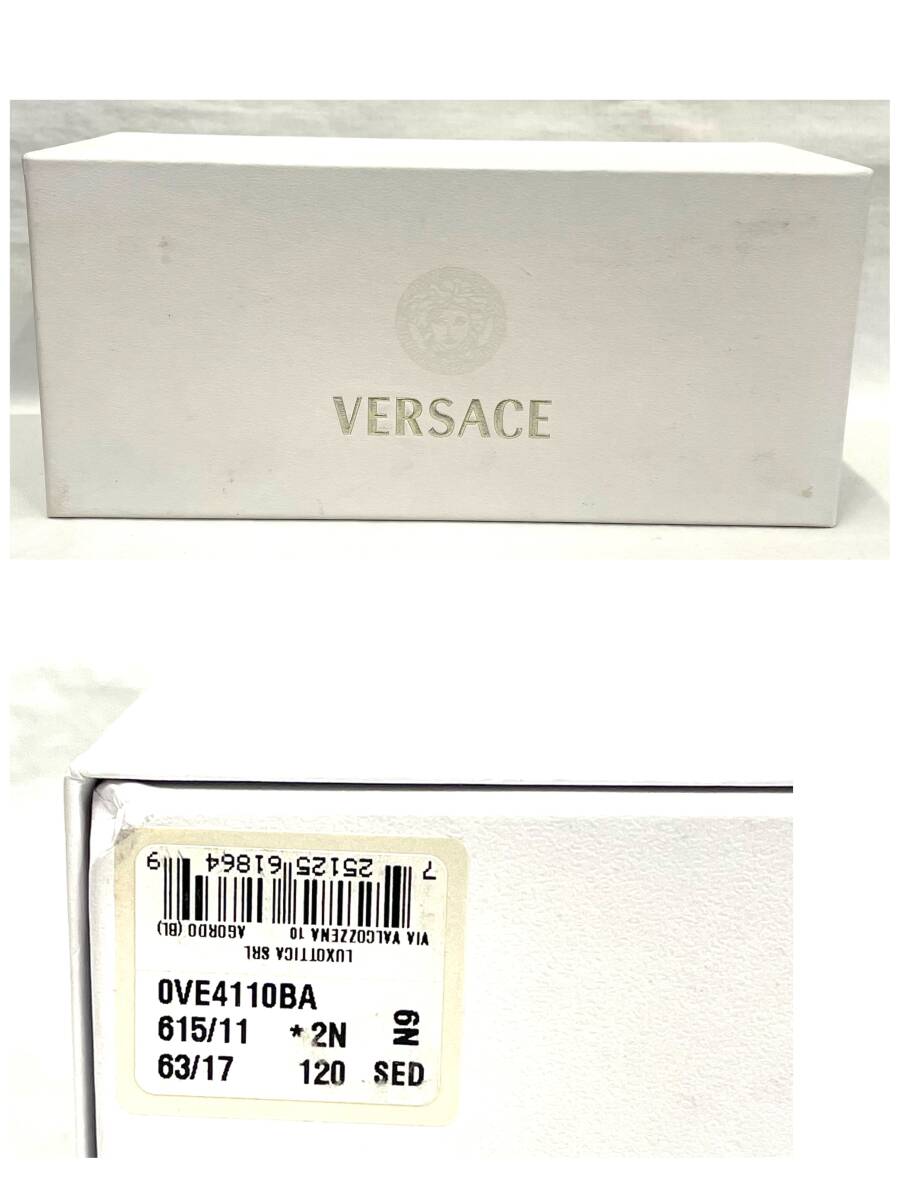 VERSACE
7 25125 61864 9
VIA VALCOZZENA 10 AGORDO (BL)
LUXOTTICA SRL
0VE4110BA
615/11 * 2N N9
63/17 120 SED